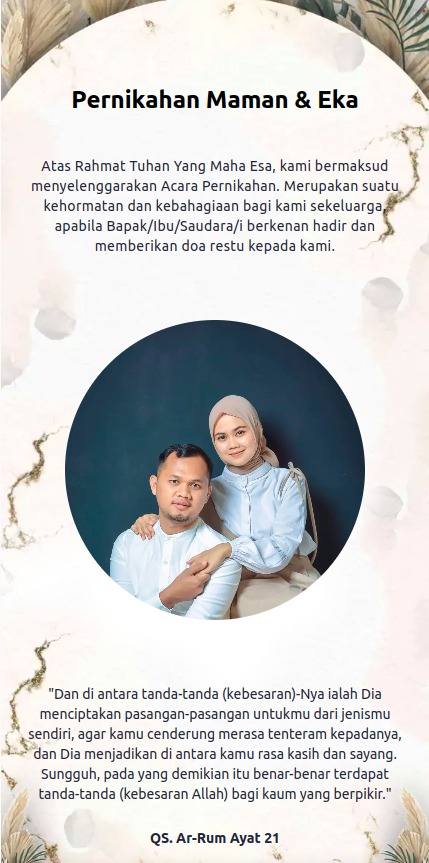 Pernikahan Maman & Eka
Atas Rahmat Tuhan Yang Maha Esa, kami bermaksud
menyelenggarakan Acara Pernikahan. Merupakan suatu
kehormatan dan kebahagiaan bagi kami sekeluarga,
apabila Bapak/Ibu/Saudara/i berkenan hadir dan
memberikan doa restu kepada kami.
"Dan di antara tanda-tanda (kebesaran)-Nya ialah Dia
menciptakan pasangan-pasangan untukmu dari jenismu
sendiri, agar kamu cenderung merasa tenteram kepadanya,
dan Dia menjadikan di antara kamu rasa kasih dan sayang.
Sungguh, pada yang demikian itu benar-benar terdapat
tanda-tanda (kebesaran Allah) bagi kaum yang berpikir."
QS. Ar-Rum Ayat 21